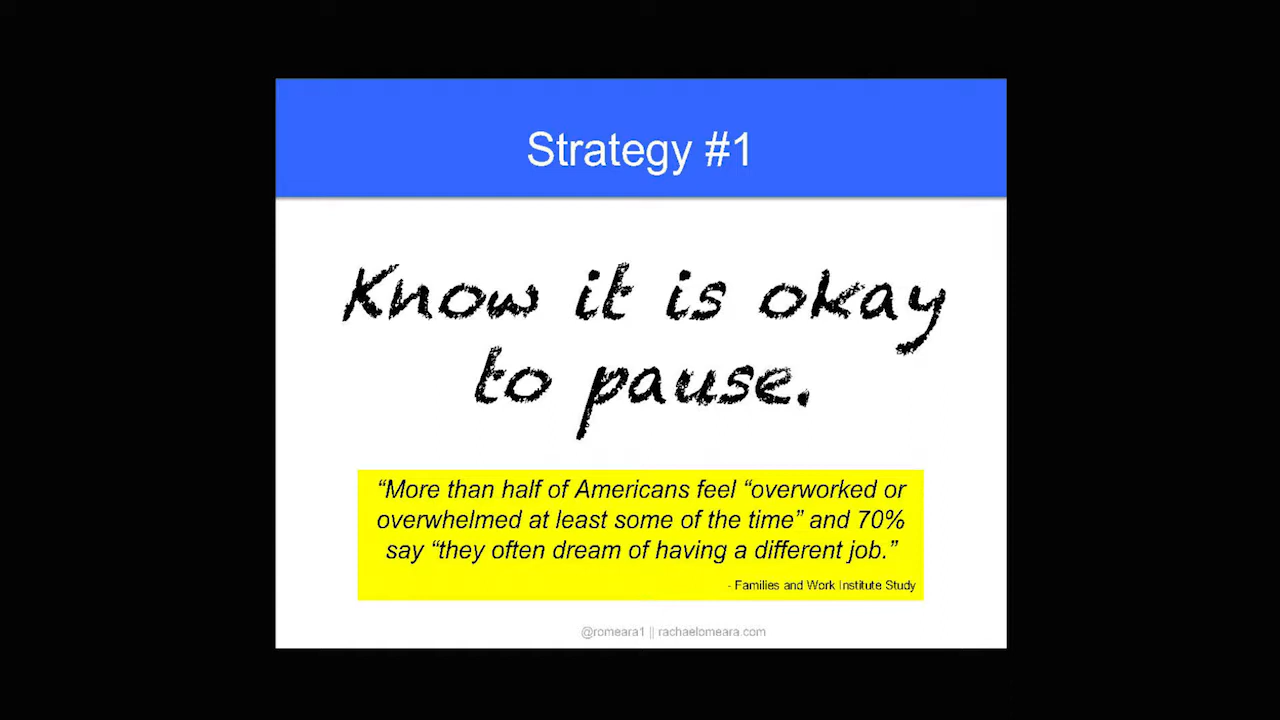 Strategy #1
Know it is okay
to pause.
“More than half of Americans feel “overworked or
overwhelmed at least some of the time” and 70%
say “they often dream of having a different job.”
- Families and Work Institute Study
@romeara1 || rachaelomeara.com